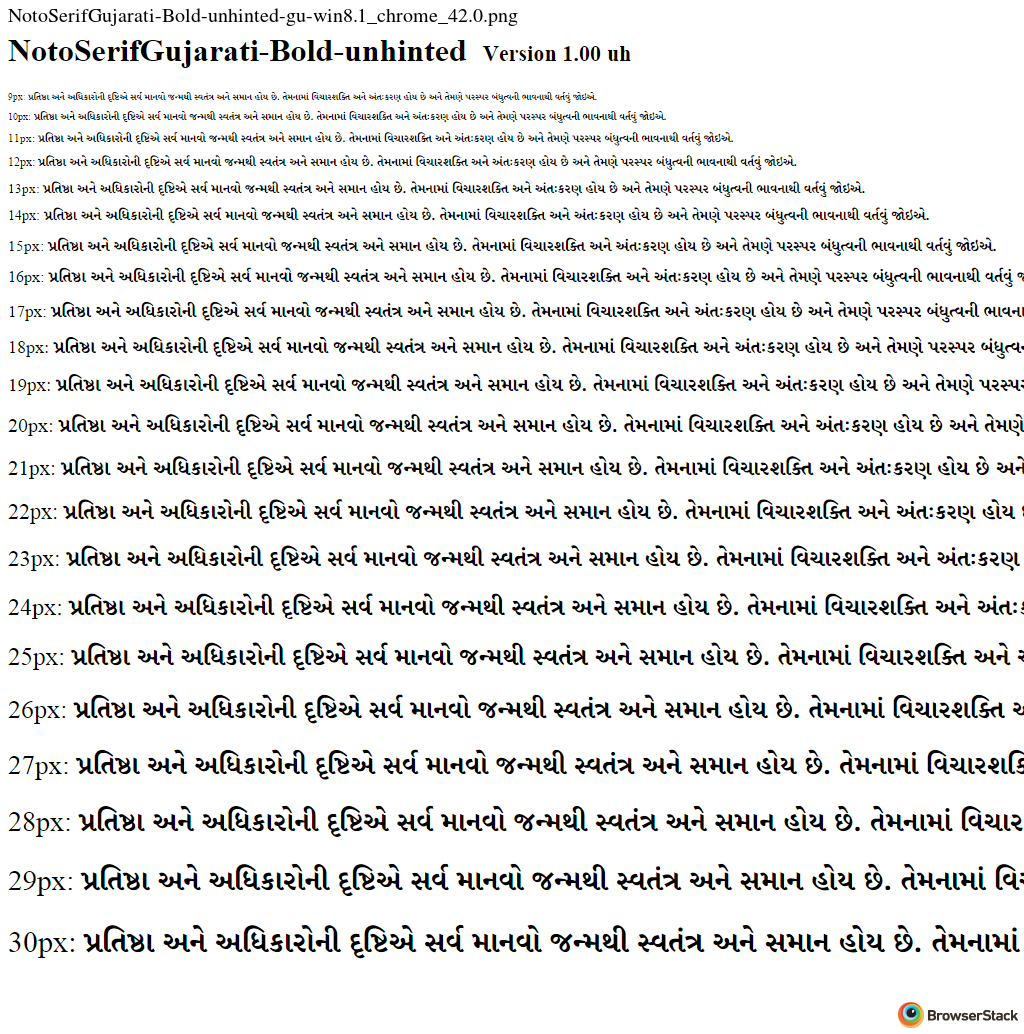 NotoSerifGujarati-Bold-unhinted-gu-win8.1_chrome_42.0.png
NotoSerifGujarati-Bold-unhinted Version 1.00 uh
9px: પ્રતિષ્ઠા અને અધિકારોની દૃષ્ટિએ સર્વ માનવો જન્મથી સ્વતંત્ર અને સમાન હોય છે. તેમનામાં વિચારશક્તિ અને અંતઃકરણ હોય છે અને તેમણે પરસ્પર બંધુત્વની ભાવનાથી વર્તવું જોઇએ.
10px: પ્રતિષ્ઠા અને અધિકારોની દૃષ્ટિએ સર્વ માનવો જન્મથી સ્વતંત્ર અને સમાન હોય છે. તેમનામાં વિચારશક્તિ અને અંતઃકરણ હોય છે અને તેમણે પરસ્પર બંધુત્વની ભાવનાથી વર્તવું જોઇએ.
11px: પ્રતિષ્ઠા અને અધિકારોની દૃષ્ટિએ સર્વ માનવો જન્મથી સ્વતંત્ર અને સમાન હોય છે. તેમનામાં વિચારશક્તિ અને અંતઃકરણ હોય છે અને તેમણે પરસ્પર બંધુત્વની ભાવનાથી વર્તવું જોઇએ.
12px: પ્રતિષ્ઠા અને અધિકારોની દૃષ્ટિએ સર્વ માનવો જન્મથી સ્વતંત્ર અને સમાન હોય છે. તેમનામાં વિચારશક્તિ અને અંતઃકરણ હોય છે અને તેમણે પરસ્પર બંધુત્વની ભાવનાથી વર્તવું જોઇએ.
13px: પ્રતિષ્ઠા અને અધિકારોની દૃષ્ટિએ સર્વ માનવો જન્મથી સ્વતંત્ર અને સમાન હોય છે. તેમનામાં વિચારશક્તિ અને અંતઃકરણ હોય છે અને તેમણે પરસ્પર બંધુત્વની ભાવનાથી વર્તવું જોઇએ.
14px: પ્રતિષ્ઠા અને અધિકારોની દૃષ્ટિએ સર્વ માનવો જન્મથી સ્વતંત્ર અને સમાન હોય છે. તેમનામાં વિચારશક્તિ અને અંતઃકરણ હોય છે અને તેમણે પરસ્પર બંધુત્વની ભાવનાથી વર્તવું જોઇએ.
15px: પ્રતિષ્ઠા અને અધિકારોની દૃષ્ટિએ સર્વ માનવો જન્મથી સ્વતંત્ર અને સમાન હોય છે. તેમનામાં વિચારશક્તિ અને અંતઃકરણ હોય છે અને તેમણે પરસ્પર બંધુત્વની ભાવનાથી વર્તવું જોઇએ.
16px: પ્રતિષ્ઠા અને અધિકારોની દૃષ્ટિએ સર્વ માનવો જન્મથી સ્વતંત્ર અને સમાન હોય છે. તેમનામાં વિચારશક્તિ અને અંતઃકરણ હોય છે અને તેમણે પરસ્પર બંધુત્વની ભાવનાથી વર્તવું
17px: પ્રતિષ્ઠા અને અધિકારોની દૃષ્ટિએ સર્વ માનવો જન્મથી સ્વતંત્ર અને સમાન હોય છે. તેમનામાં વિચારશક્તિ અને અંતઃકરણ હોય છે અને તેમણે પરસ્પર બંધુત્વની ભાવના
18px: પ્રતિષ્ઠા અને અધિકારોની દૃષ્ટિએ સર્વ માનવો જન્મથી સ્વતંત્ર અને સમાન હોય છે. તેમનામાં વિચારશક્તિ અને અંતઃકરણ હોય છે અને તેમણે પરસ્પર
19px: પ્રતિષ્ઠા અને અધિકારોની દૃષ્ટિએ સર્વ માનવો જન્મથી સ્વતંત્ર અને સમાન હોય છે. તેમનામાં વિચારશક્તિ અને અંતઃકરણ હોય છે અને તેમણે
20px: પ્રતિષ્ઠા અને અધિકારોની દૃષ્ટિએ સર્વ માનવો જન્મથી સ્વતંત્ર અને સમાન હોય છે. તેમનામાં વિચારશક્તિ અને અંતઃકરણ હોય છે અને તેમણે
21px: પ્રતિષ્ઠા અને અધિકારોની દૃષ્ટિએ સર્વ માનવો જન્મથી સ્વતંત્ર અને સમાન હોય છે. તેમનામાં વિચારશક્તિ અને અંતઃકરણ હોય છે અને
22px: પ્રતિષ્ઠા અને અધિકારોની દૃષ્ટિએ સર્વ માનવો જન્મથી સ્વતંત્ર અને સમાન હોય છે. તેમનામાં વિચારશક્તિ અને અંતઃકરણ હોય
23px: પ્રતિષ્ઠા અને અધિકારોની દૃષ્ટિએ સર્વ માનવો જન્મથી સ્વતંત્ર અને સમાન હોય છે. તેમનામાં વિચારશક્તિ અને અંતઃકરણ
24px: પ્રતિષ્ઠા અને અધિકારોની દૃષ્ટિએ સર્વ માનવો જન્મથી સ્વતંત્ર અને સમાન હોય છે. તેમનામાં વિચારશક્તિ અને અંતઃ
25px: પ્રતિષ્ઠા અને અધિકારોની દૃષ્ટિએ સર્વ માનવો જન્મથી સ્વતંત્ર અને સમાન હોય છે. તેમનામાં વિચારશક્તિ અને
26px: પ્રતિષ્ઠા અને અધિકારોની દૃષ્ટિએ સર્વ માનવો જન્મથી સ્વતંત્ર અને સમાન હોય છે. તેમનામાં વિચારશક્તિ
27px: પ્રતિષ્ઠા અને અધિકારોની દૃષ્ટિએ સર્વ માનવો જન્મથી સ્વતંત્ર અને સમાન હોય છે. તેમનામાં વિચારશક્તિ
28px: પ્રતિષ્ઠા અને અધિકારોની દૃષ્ટિએ સર્વ માનવો જન્મથી સ્વતંત્ર અને સમાન હોય છે. તેમનામાં વિચાર
29px: પ્રતિષ્ઠા અને અધિકારોની દૃષ્ટિએ સર્વ માનવો જન્મથી સ્વતંત્ર અને સમાન હોય છે. તેમનામાં વિ
30px: પ્રતિષ્ઠા અને અધિકારોની દૃષ્ટિએ સર્વ માનવો જન્મથી સ્વતંત્ર અને સમાન હોય છે. તેમનામાં
BrowserStack